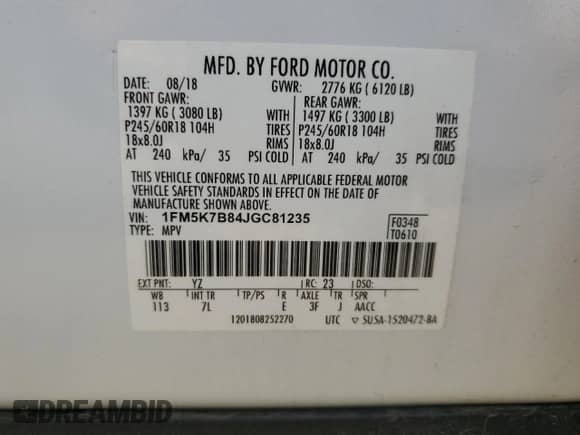 MFD. BY FORD MOTOR CO.
DATE: 08/18 GVWR: 2776 KG ( 6120 LB)
FRONT GAWR: REAR GAWR:
1397 KG ( 3080 LB) WITH 1497 KG ( 3300 LB) WITH
P245/60R18 104H TIRES P245/60R18 104H TIRES
18x8.0J RIMS 18x8.0J RIMS
AT 240 kPa/ 35 PSI COLD AT 240 kPa/ 35 PSI COLD
THIS VEHICLE CONFORMS TO ALL APPLICABLE FEDERAL MOTOR
VEHICLE SAFETY STANDARDS IN EFFECT ON THE DATE OF
MANUFACTURE SHOWN ABOVE.
VIN: 1FM5K7B84JGC81235 F0348
TYPE: MPV T0610
EXT PNT: YZ RC: 23 DSO:
WB INT TR TP/PS R AXLE TR SPR
113 7L E 3F J AACC
1201808252270 UTC ▽ SU5A-1520472-BA
DREAMBID